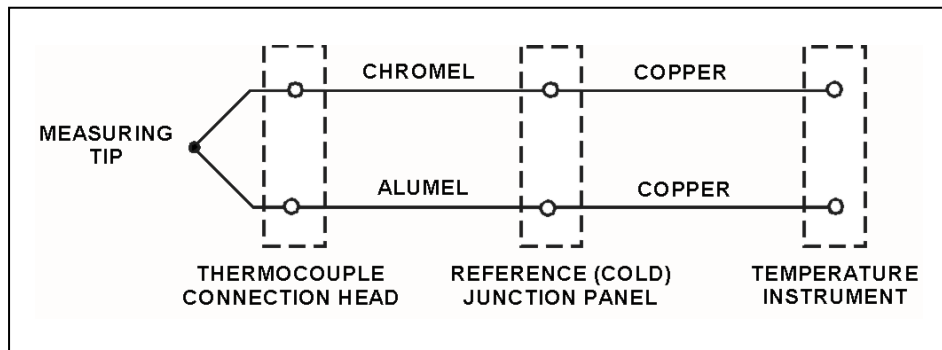 CHROMEL
COPPER
MEASURING
TIP
ALUMEL
COPPER
THERMOCOUPLE
CONNECTION HEAD
REFERENCE (COLD)
JUNCTION PANEL
TEMPERATURE
INSTRUMENT